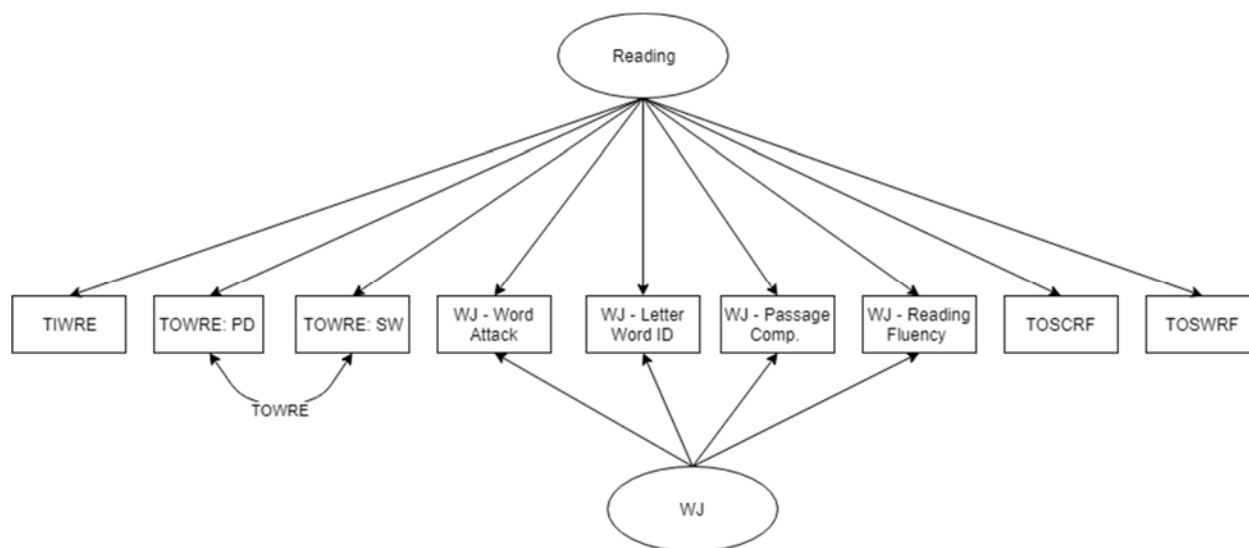 Reading
TIWRE
TOWRE: PD
TOWRE: SW
WJ - Word
Attack
WJ - Letter
Word ID
WJ - Passage
Comp.
WJ - Reading
Fluency
TOSCRF
TOSWRF
TOWRE
WJ